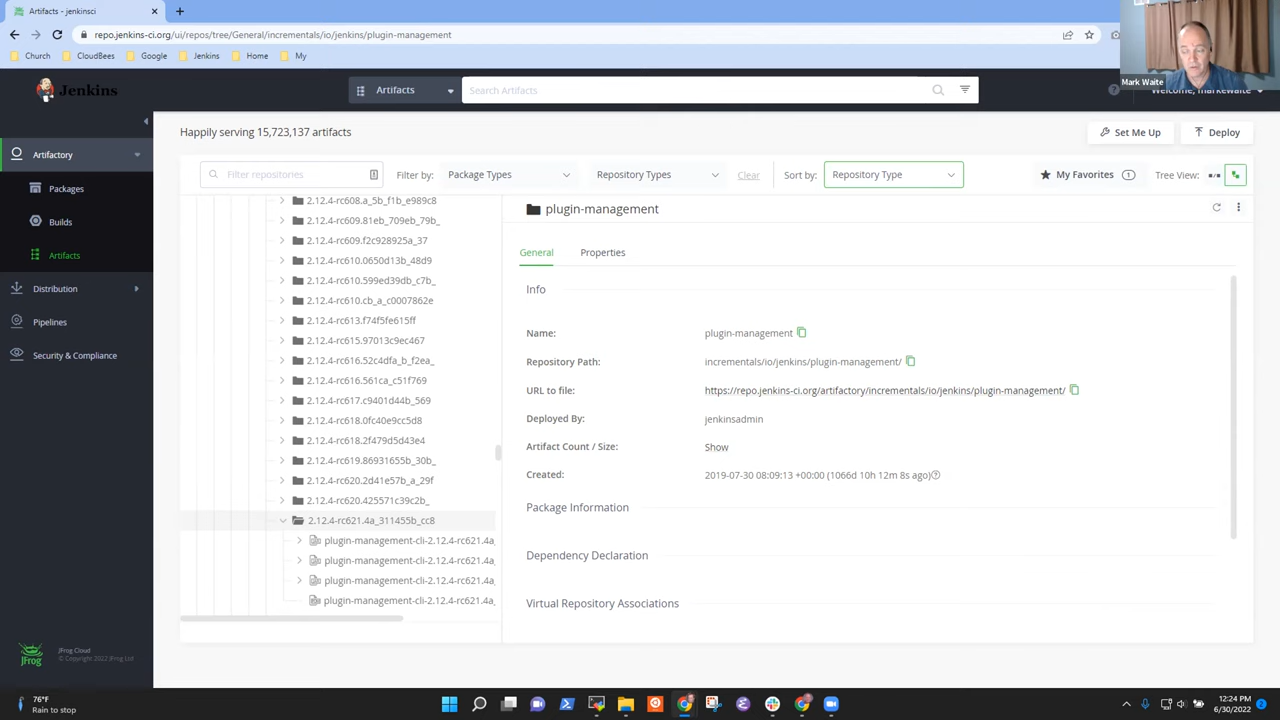 Artifacts - jenkinsci
repo.jenkins-ci.org/ui/repos/tree/General/incrementals/io/jenkins/plugin-management
Church
CloudBees
Google
Jenkins
Home
My
Mark Waite
Jenkins
Artifacts
Search Artifacts
Welcome, markewaite
Happily serving 15,723,137 artifacts
Set Me Up
Deploy
Artifactory
Packages
Builds
Artifacts
Distribution
Pipelines
Security & Compliance
Filter repositories
Filter by:
Package Types
Repository Types
Clear
Sort by:
Repository Type
My Favorites
1
Tree View:
2.12.4-rc608.a_5b_f1b_e989c8
2.12.4-rc609.81eb_709eb_79b_
2.12.4-rc609.f2c928925a_37
2.12.4-rc610.0650d13b_48d9
2.12.4-rc610.599ed39db_c7b_
2.12.4-rc610.cb_a_c0007862e
2.12.4-rc613.f74f5fe615ff
2.12.4-rc615.97013c9ec467
2.12.4-rc616.52c4dfa_b_f2ea_
2.12.4-rc616.561ca_c51f769
2.12.4-rc617.c9401d44b_569
2.12.4-rc618.0fc40e9cc5d8
2.12.4-rc618.2f479d5d43e4
2.12.4-rc619.86931655b_30b_
2.12.4-rc620.2d41e57b_a_29f
2.12.4-rc620.425571c39c2b_
2.12.4-rc621.4a_311455b_cc8
plugin-management-cli-2.12.4-rc621.4a_
plugin-management-cli-2.12.4-rc621.4a_
plugin-management-cli-2.12.4-rc621.4a_
plugin-management-cli-2.12.4-rc621.4a_
plugin-management
General
Properties
Info
Name:
plugin-management
Repository Path:
incrementals/io/jenkins/plugin-management/
URL to file:
https://repo.jenkins-ci.org/artifactory/incrementals/io/jenkins/plugin-management/
Deployed By:
jenkinsadmin
Artifact Count / Size:
Show
Created:
2019-07-30 08:09:13 +00:00 (1066d 10h 12m 8s ago)
Package Information
Dependency Declaration
Virtual Repository Associations
JFrog
JFrog Cloud
© Copyright 2022 JFrog Ltd
76°F
Rain to stop
12:24 PM
6/30/2022
2